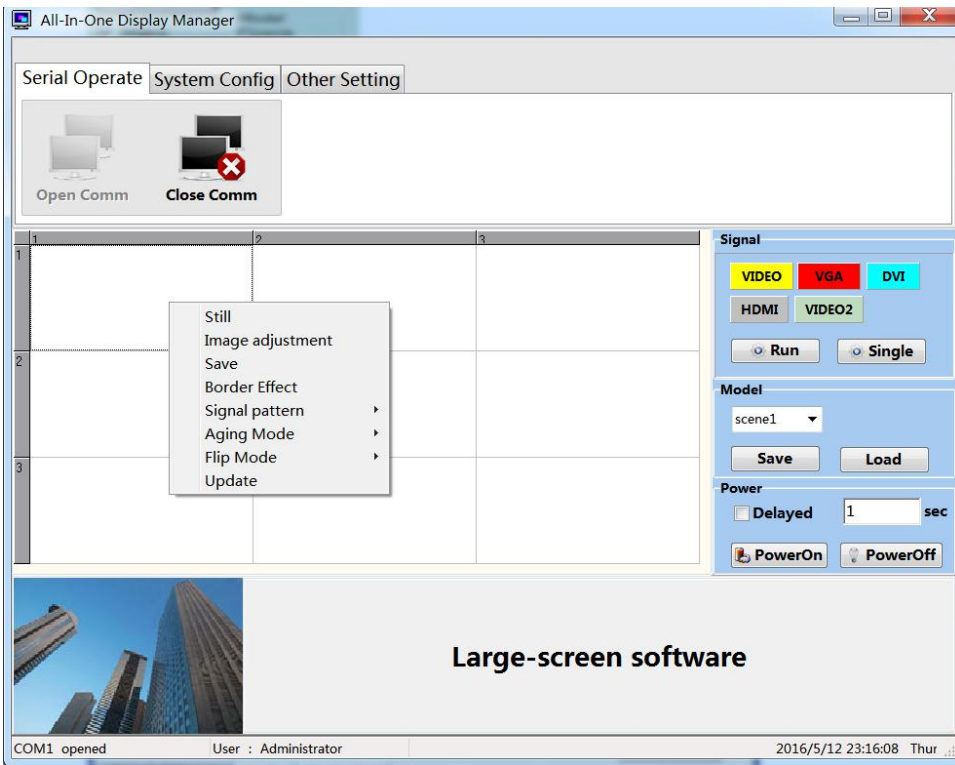 All-In-One Display Manager
Serial Operate System Config Other Setting
Open Comm Close Comm
1 2 3
1
2
3
Still
Image adjustment
Save
Border Effect
Signal pattern
Aging Mode
Flip Mode
Update
Signal
VIDEO VGA DVI
HDMI VIDEO2
Run Single
Model
scene1
Save Load
Power
Delayed 1 sec
PowerOn PowerOff
Large-screen software
COM1 opened User : Administrator 2016/5/12 23:16:08 Thur